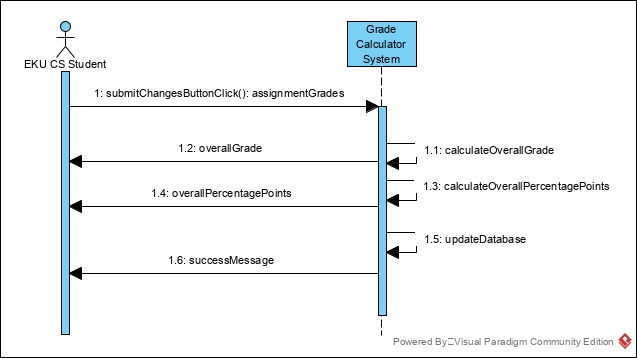 Grade
Calculator
System
EKU CS Student
1: submitChangesButtonClick(): assignmentGrades
1.1: calculateOverallGrade
1.2: overallGrade
1.3: calculateOverallPercentagePoints
1.4: overallPercentagePoints
1.5: updateDatabase
1.6: successMessage
Powered By Visual Paradigm Community Edition